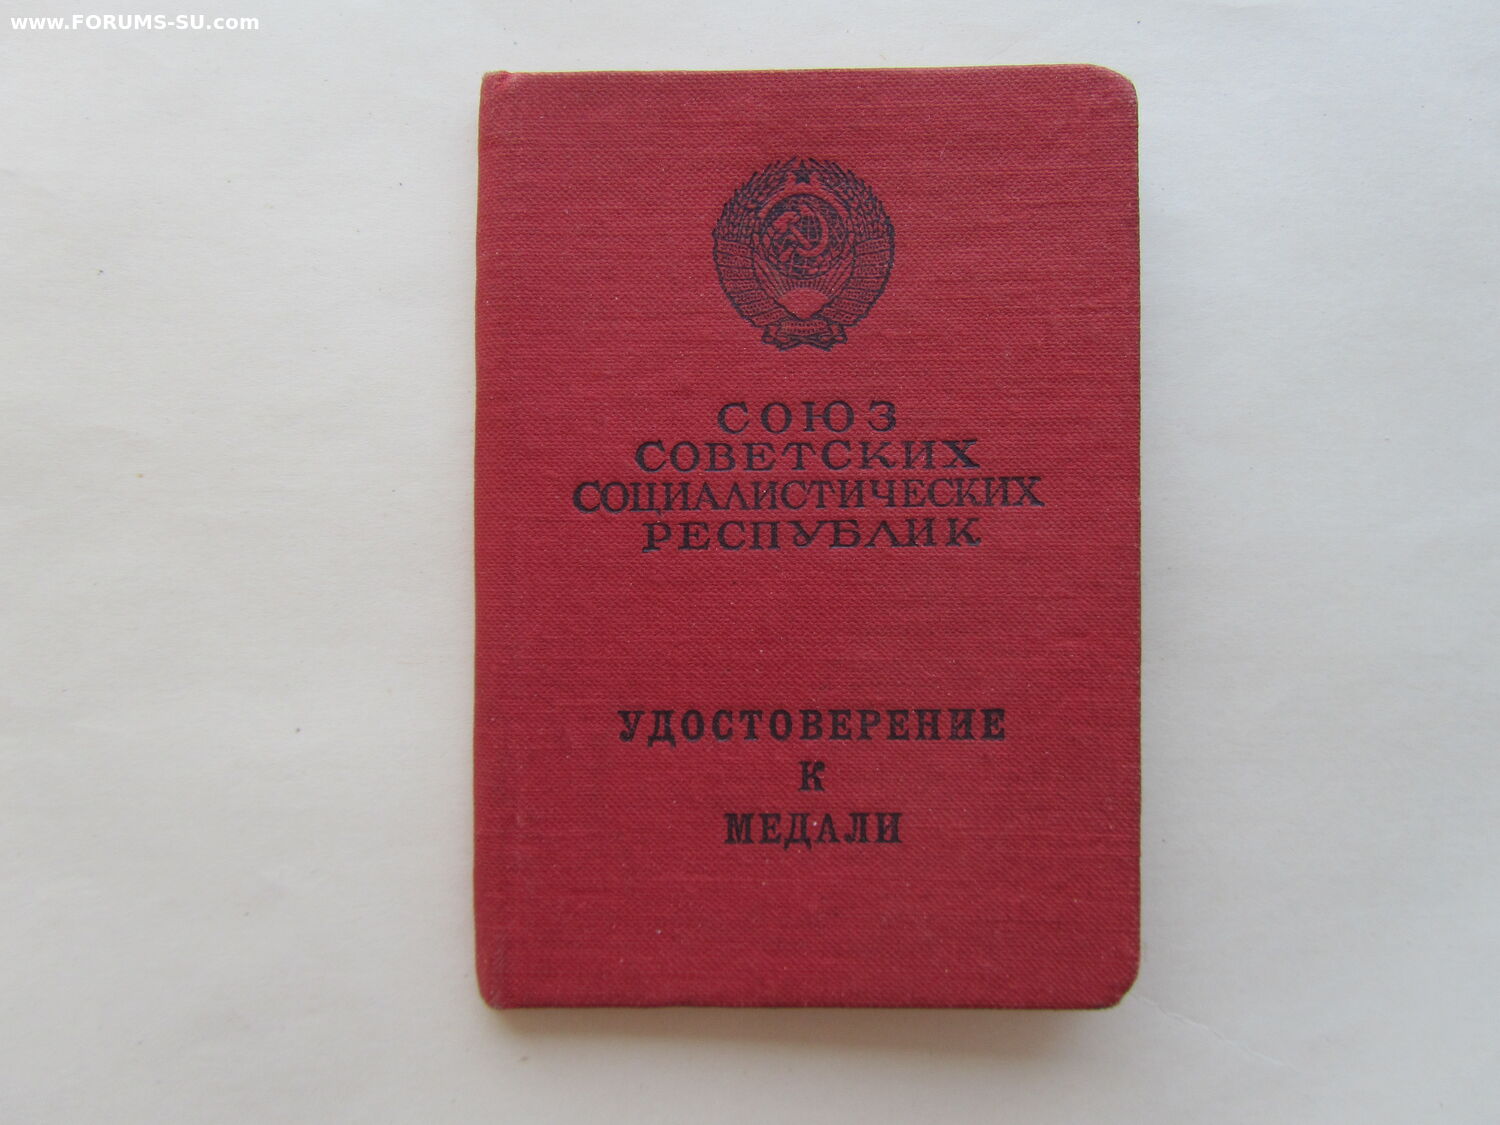 www.FORUMS-SU.com
СОЮЗ
СОВЕТСКИХ
СОЦИАЛИСТИЧЕСКИХ
РЕСПУБЛИК
УДОСТОВЕРЕНИЕ
К
МЕДАЛИ